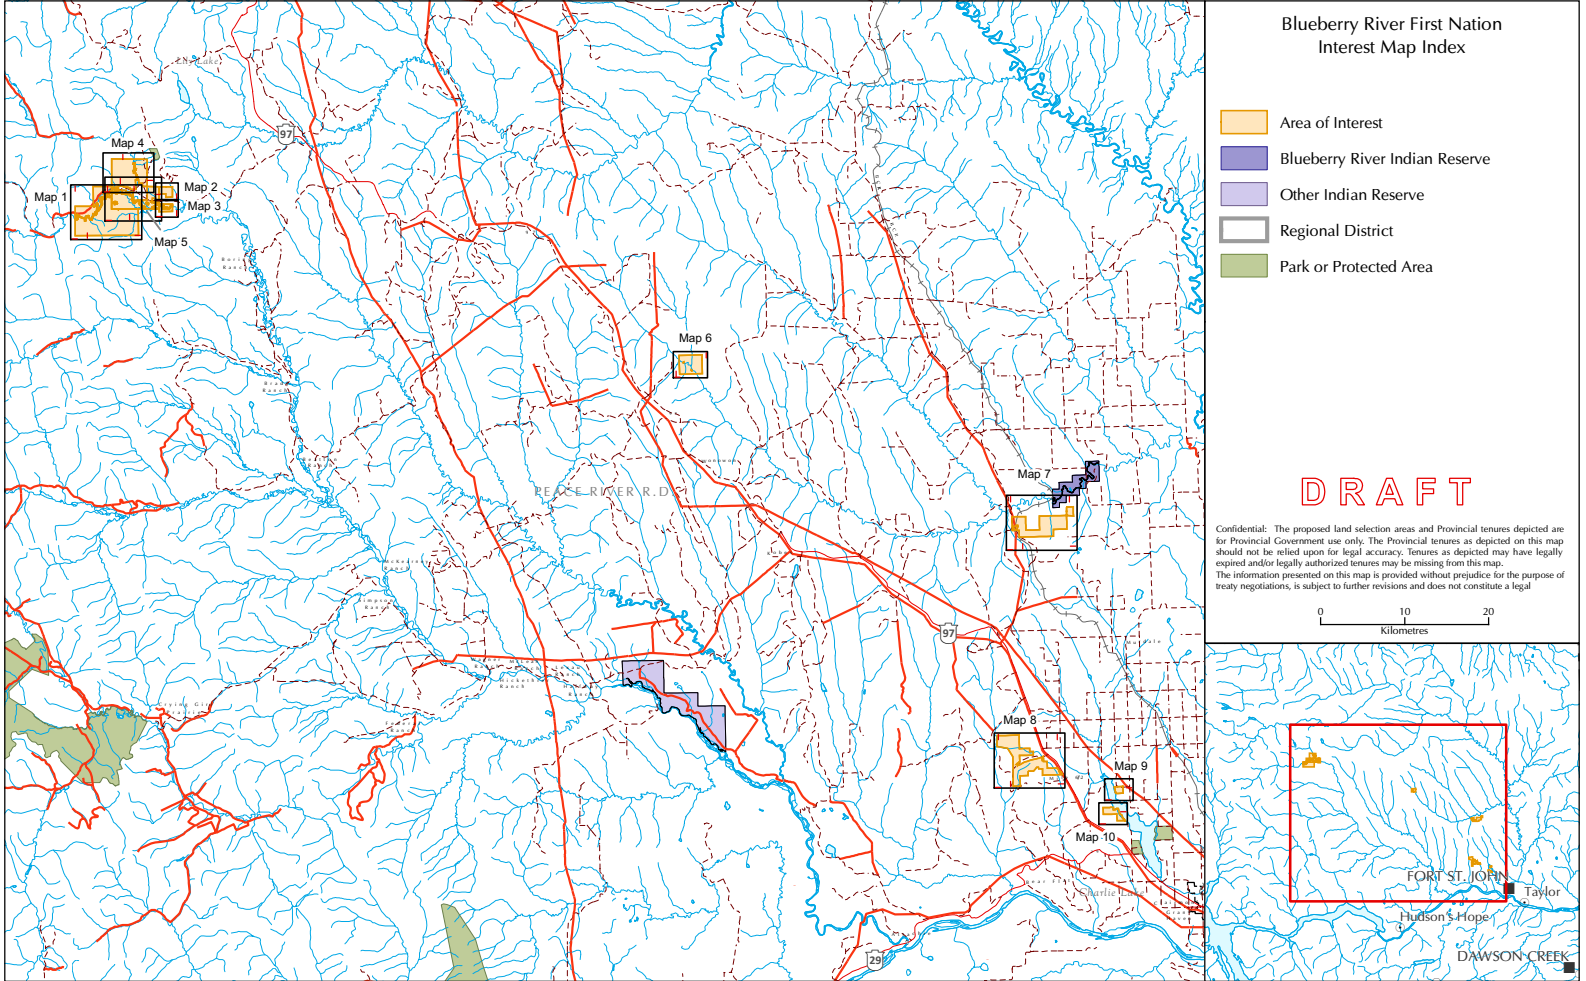 Blueberry River First Nation
Interest Map Index
Area of Interest
Blueberry River Indian Reserve
Other Indian Reserve
Regional District
Park or Protected Area
DRAFT
Confidential: The proposed land selection areas and Provincial tenures depicted are
for Provincial Government use only. The Provincial tenures as depicted on this map
should not be relied upon for legal accuracy. Tenures as depicted may have legally
expired and/or legally authorized tenures may be missing from this map.
The information presented on this map is provided without prejudice for the purpose of
treaty negotiations, is subject to further revisions and does not constitute a legal
0 10 20
Kilometres
Lily Lake
97
Map 4
Map 1
Map 2
Map 3
Map 5
Map 6
PEACE RIVER R.D.
Map 7
97
Map 8
Map 9
Map 10
Charlie Lake
29
FORT ST. JOHN
Taylor
Hudson's Hope
DAWSON CREEK